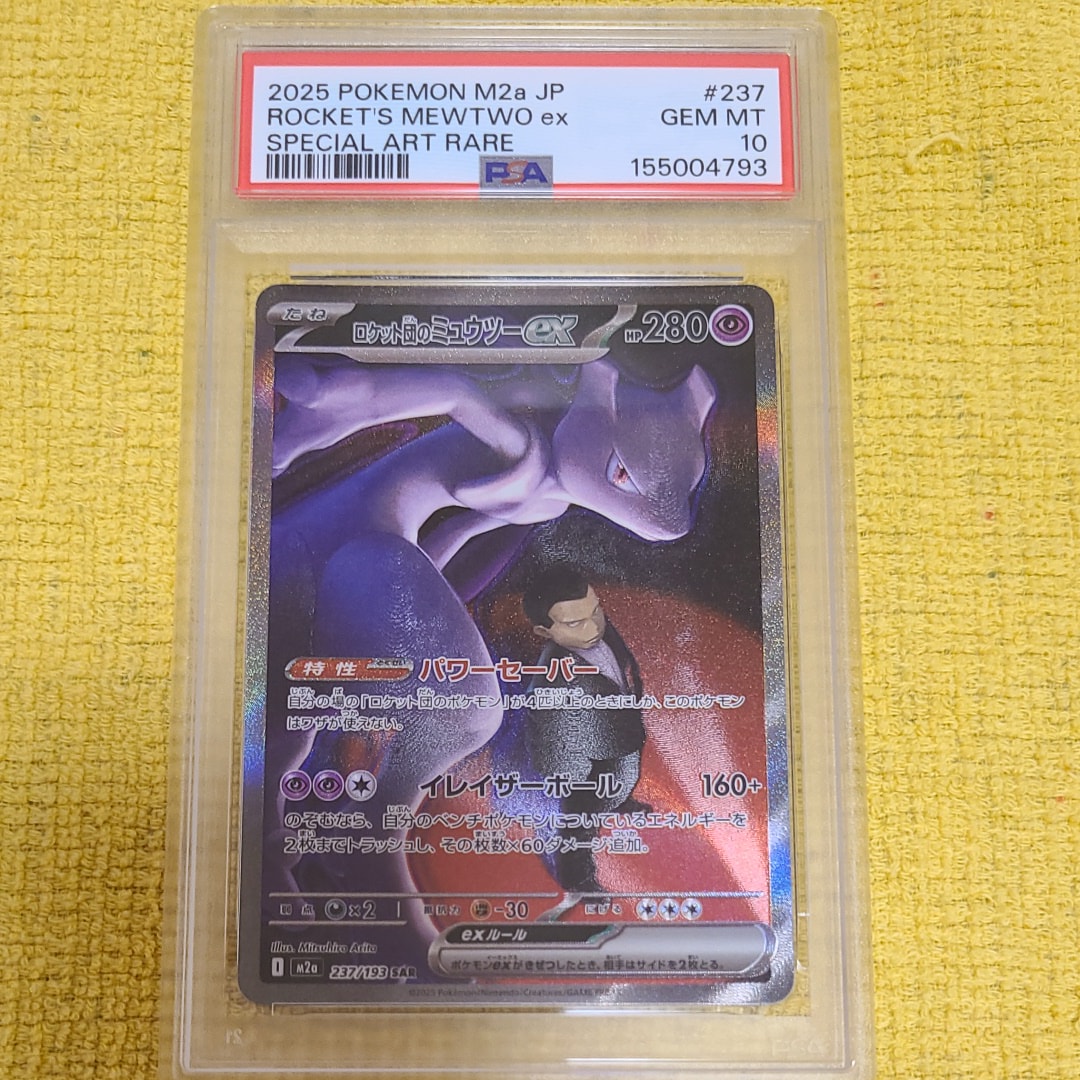 2025 POKEMON M2a JP #237
ROCKET'S MEWTWO ex GEM MT
SPECIAL ART RARE 10
PSA 155004793
たね ロケット団のミュウツーex HP280
特性 パワーセーバー
自分の場の「ロケット団のポケモン」が4匹以上のときにしか、このポケモン
はワザが使えない。
イレイザーボール 160+
のぞむなら、自分のベンチポケモンについているエネルギーを
2枚までトラッシュし、その枚数×60ダメージ追加。
弱点 ×2 抵抗力 -30 にげる
exルール
ポケモンexがきぜつしたとき、相手はサイドを2枚とる。
Illus. Mitsuhiro Arita
I m2a 237/193 SAR
©2025 Pokémon/Nintendo/Creatures/GAME FREAK